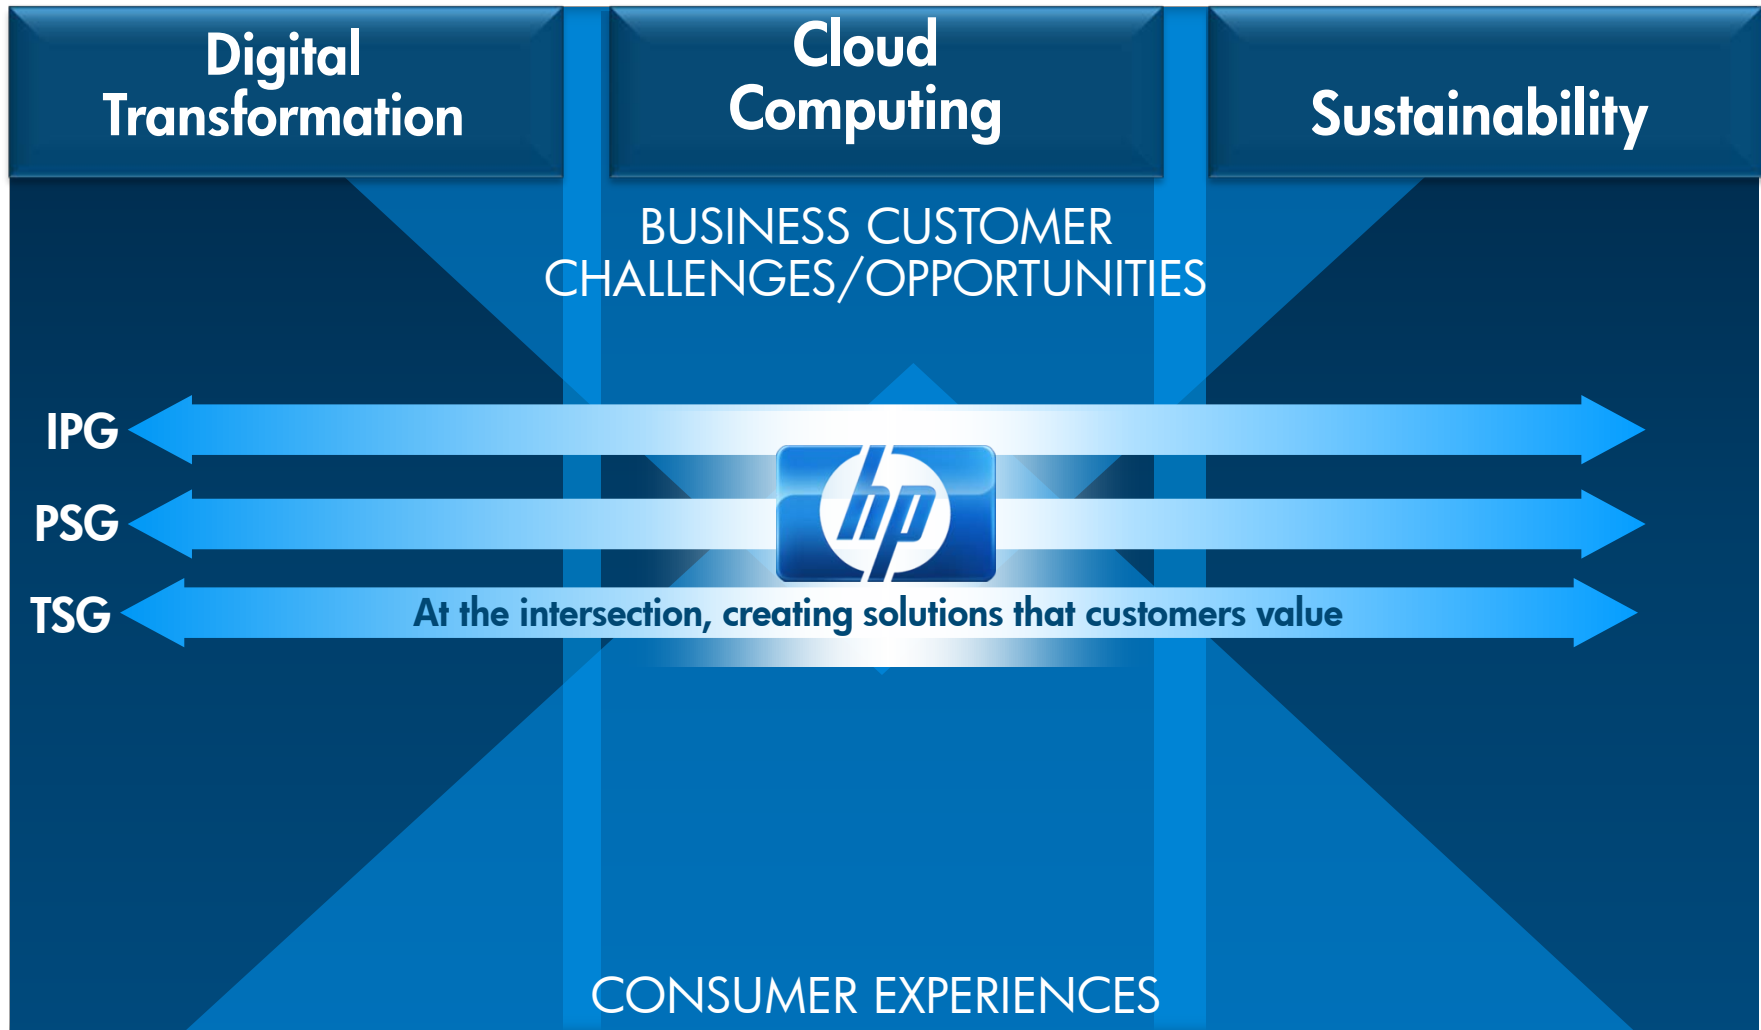 Digital
Transformation
Cloud
Computing
Sustainability
BUSINESS CUSTOMER
CHALLENGES/OPPORTUNITIES
IPG
hp
PSG
TSG
At the intersection, creating solutions that customers value
CONSUMER EXPERIENCES